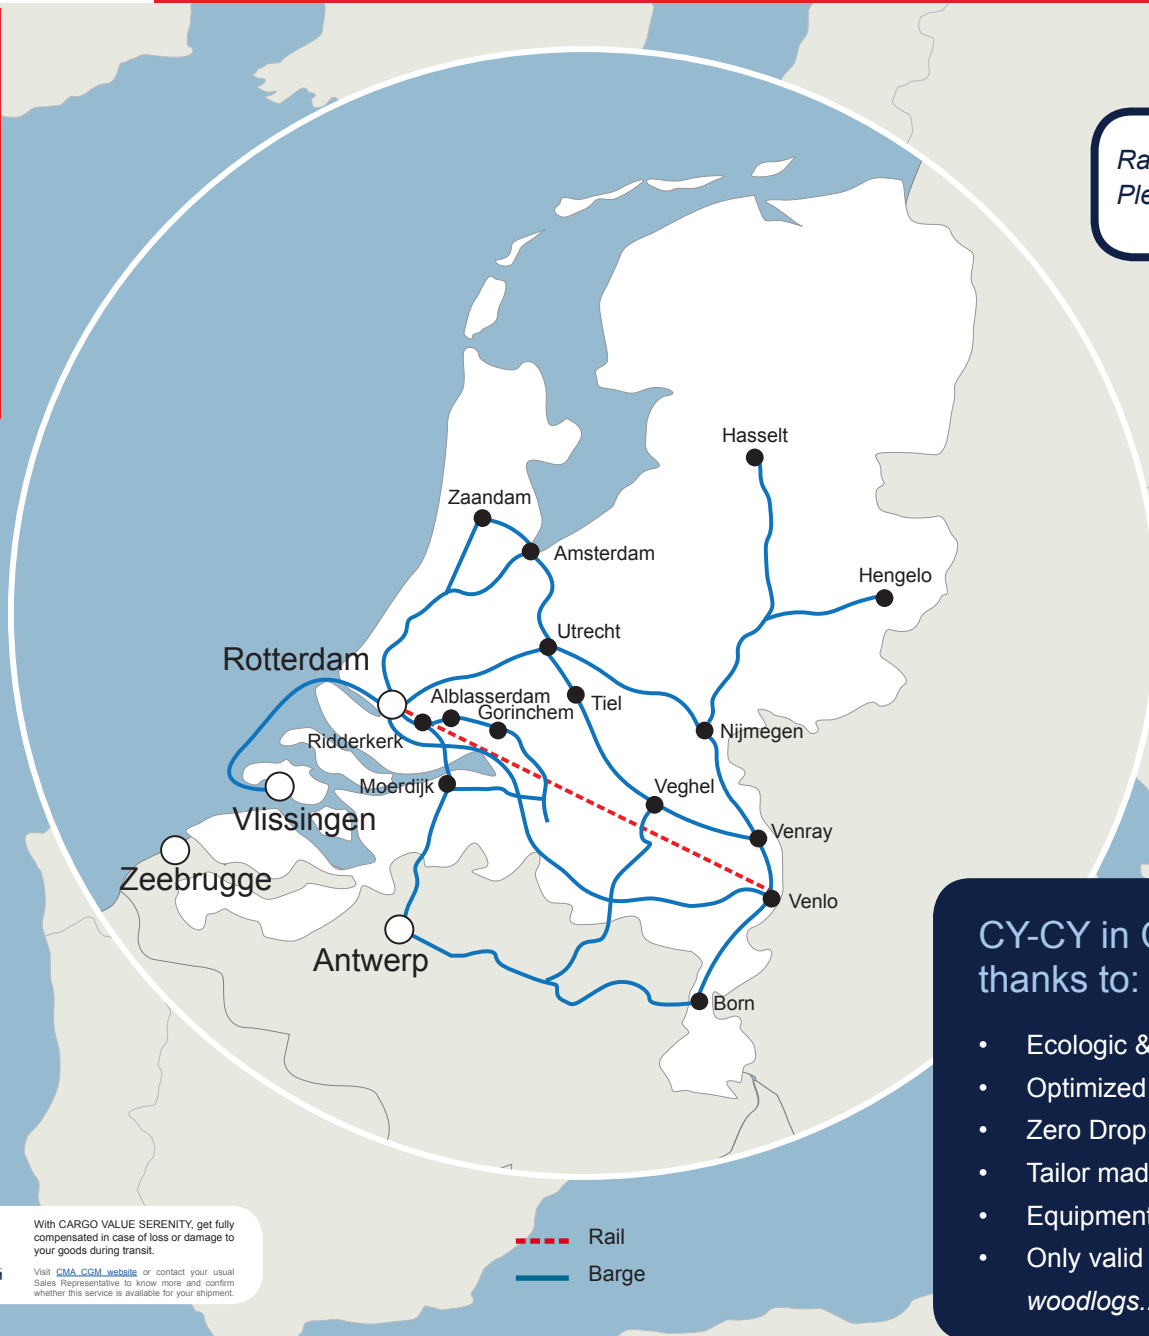 Ra
Ple
Hasselt
Zaandam
Amsterdam
Hengelo
Utrecht
Rotterdam
Alblasserdam
Tiel
Gorinchem
Ridderkerk
Nijmegen
Moerdijk
Veghel
Vlissingen
Venray
Zeebrugge
Venlo
Antwerp
Born
CY-CY in
thanks to:
• Ecologic &
• Optimized
• Zero Drop
• Tailor mad
• Equipment
• Only valid
woodlogs..
With CARGO VALUE SERENITY, get fully
compensated in case of loss or damage to
your goods during transit.
Visit CMA CGM website or contact your usual
Sales Representative to know more and confirm
whether this service is available for your shipment.
Rail
Barge